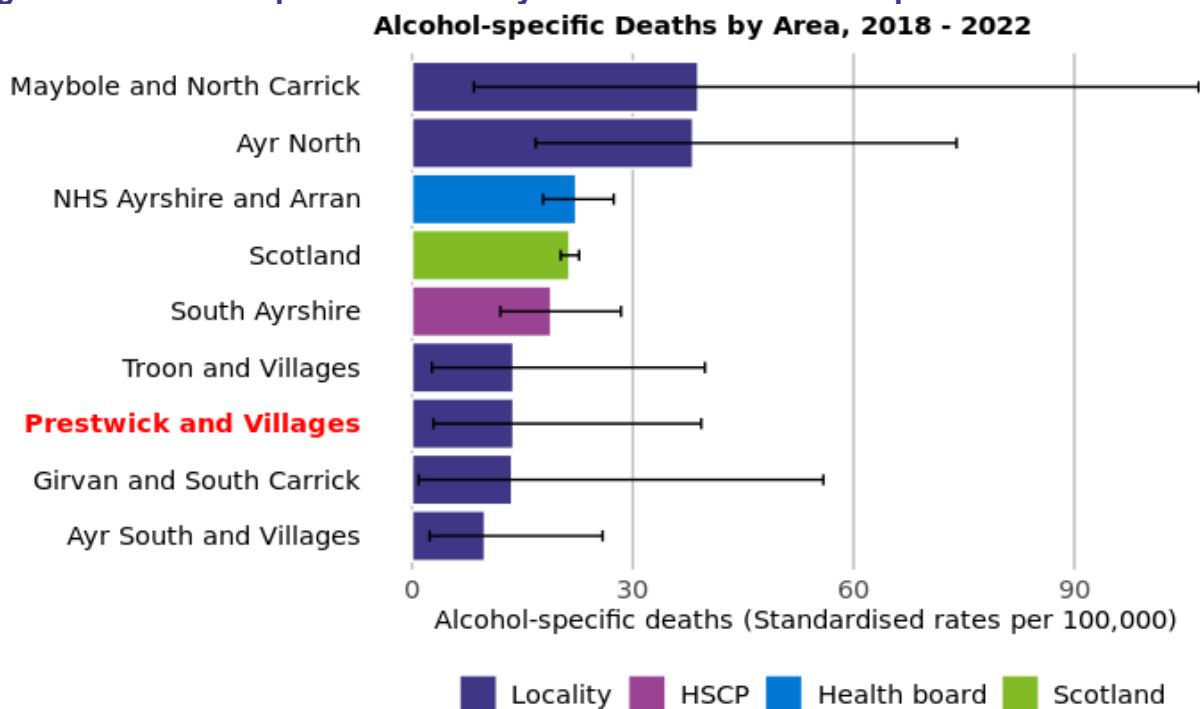 Alcohol-specific Deaths by Area, 2018 - 2022
Maybole and North Carrick
Ayr North
NHS Ayrshire and Arran
Scotland
South Ayrshire
Troon and Villages
Prestwick and Villages
Girvan and South Carrick
Ayr South and Villages
0 30 60 90
Alcohol-specific deaths (Standardised rates per 100,000)
Locality HSCP Health board Scotland